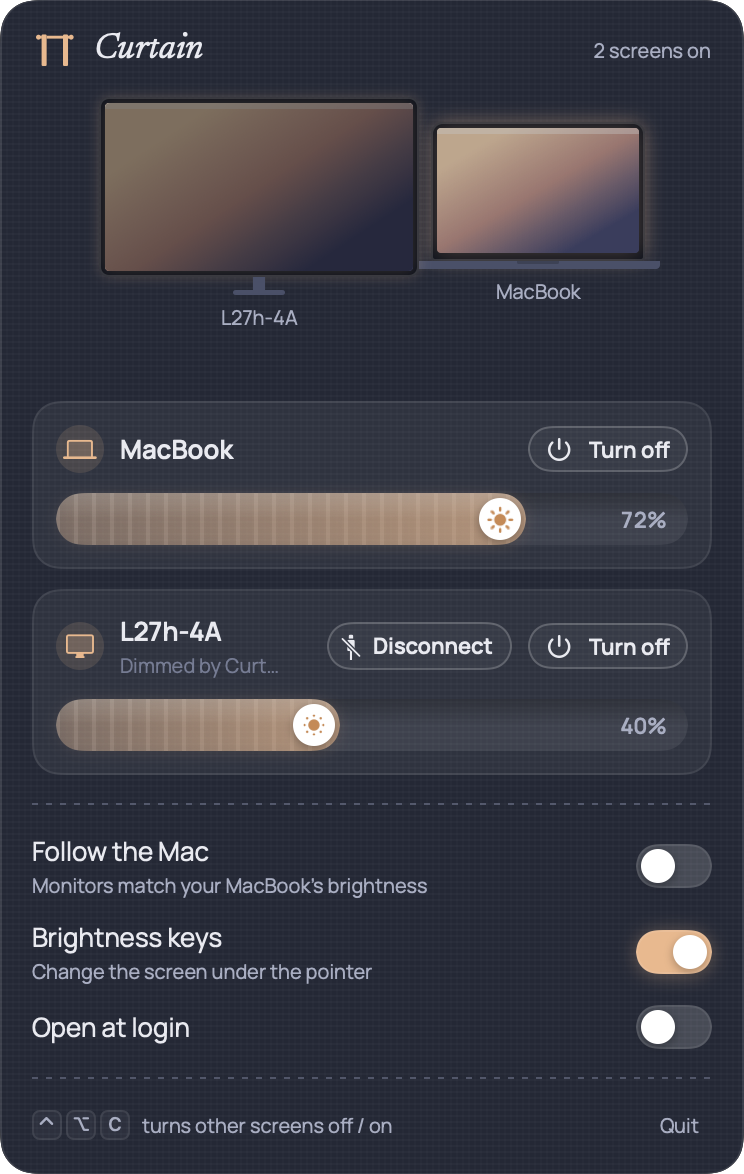 Curtain
2 screens on
L27h-4A
MacBook
MacBook
Turn off
72%
L27h-4A
Dimmed by Curt...
Disconnect
Turn off
40%
Follow the Mac
Monitors match your MacBook's brightness
Brightness keys
Change the screen under the pointer
Open at login
^ ⌥ C turns other screens off / on
Quit